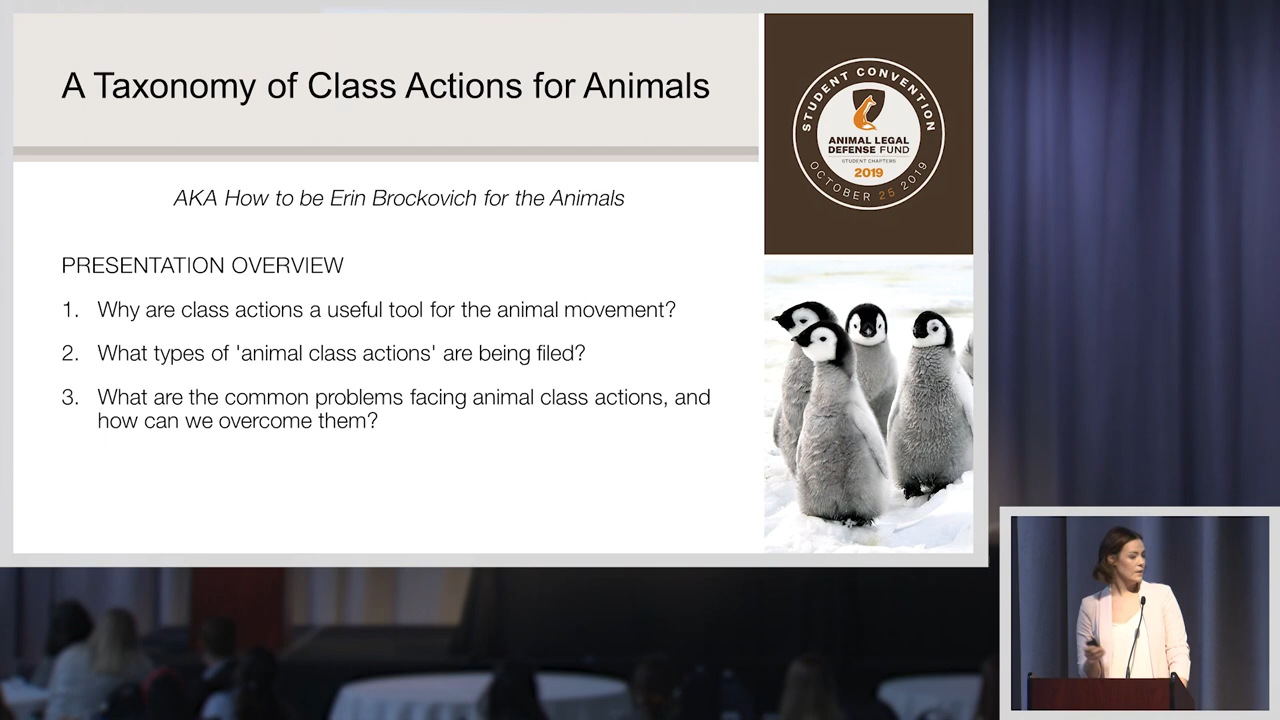 A Taxonomy of Class Actions for Animals
AKA How to be Erin Brockovich for the Animals
PRESENTATION OVERVIEW
1. Why are class actions a useful tool for the animal movement?
2. What types of 'animal class actions' are being filed?
3. What are the common problems facing animal class actions, and
how can we overcome them?
STUDENT CONVENTION
ANIMAL LEGAL
DEFENSE FUND
STUDENT CHAPTERS
2019
OCTOBER 25 2019